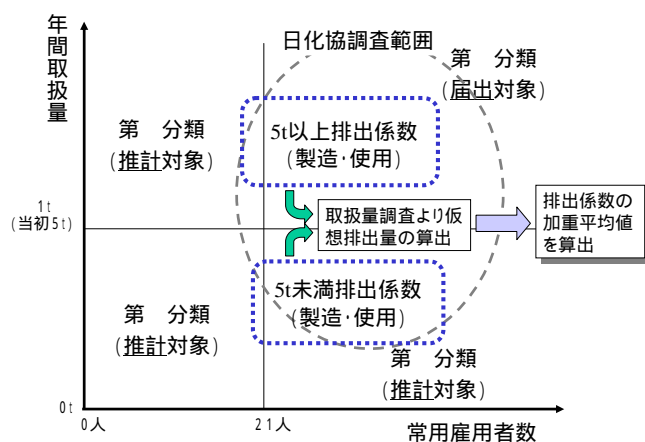 年間取扱量
日化協調査範囲
第 分類
(届出対象)
第 分類
(推計対象)
5t以上排出係数
(製造・使用)
1t
(当初5t)
取扱量調査より仮
想排出量の算出
排出係数の
加重平均値
を算出
5t未満排出係数
(製造・使用)
第 分類
(推計対象)
第 分類
(推計対象)
0t
0人
21人
常用雇用者数